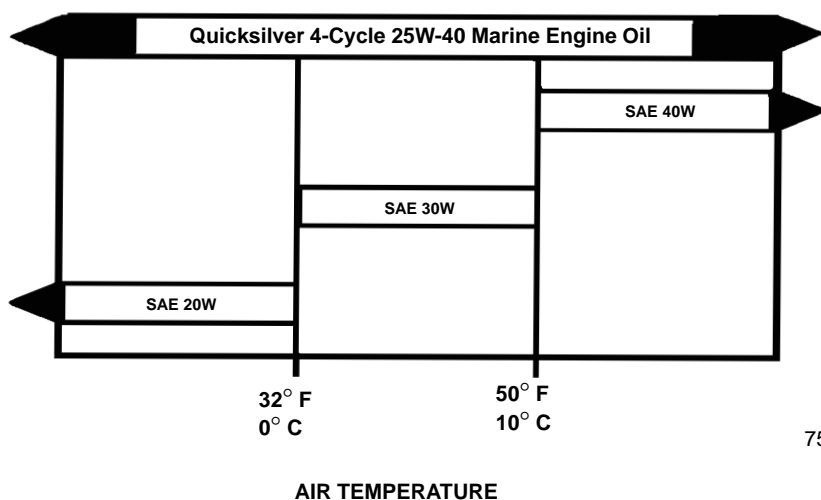 Quicksilver 4-Cycle 25W-40 Marine Engine Oil
SAE 40W
SAE 30W
SAE 20W
32° F
0° C
50° F
10° C
75
AIR TEMPERATURE